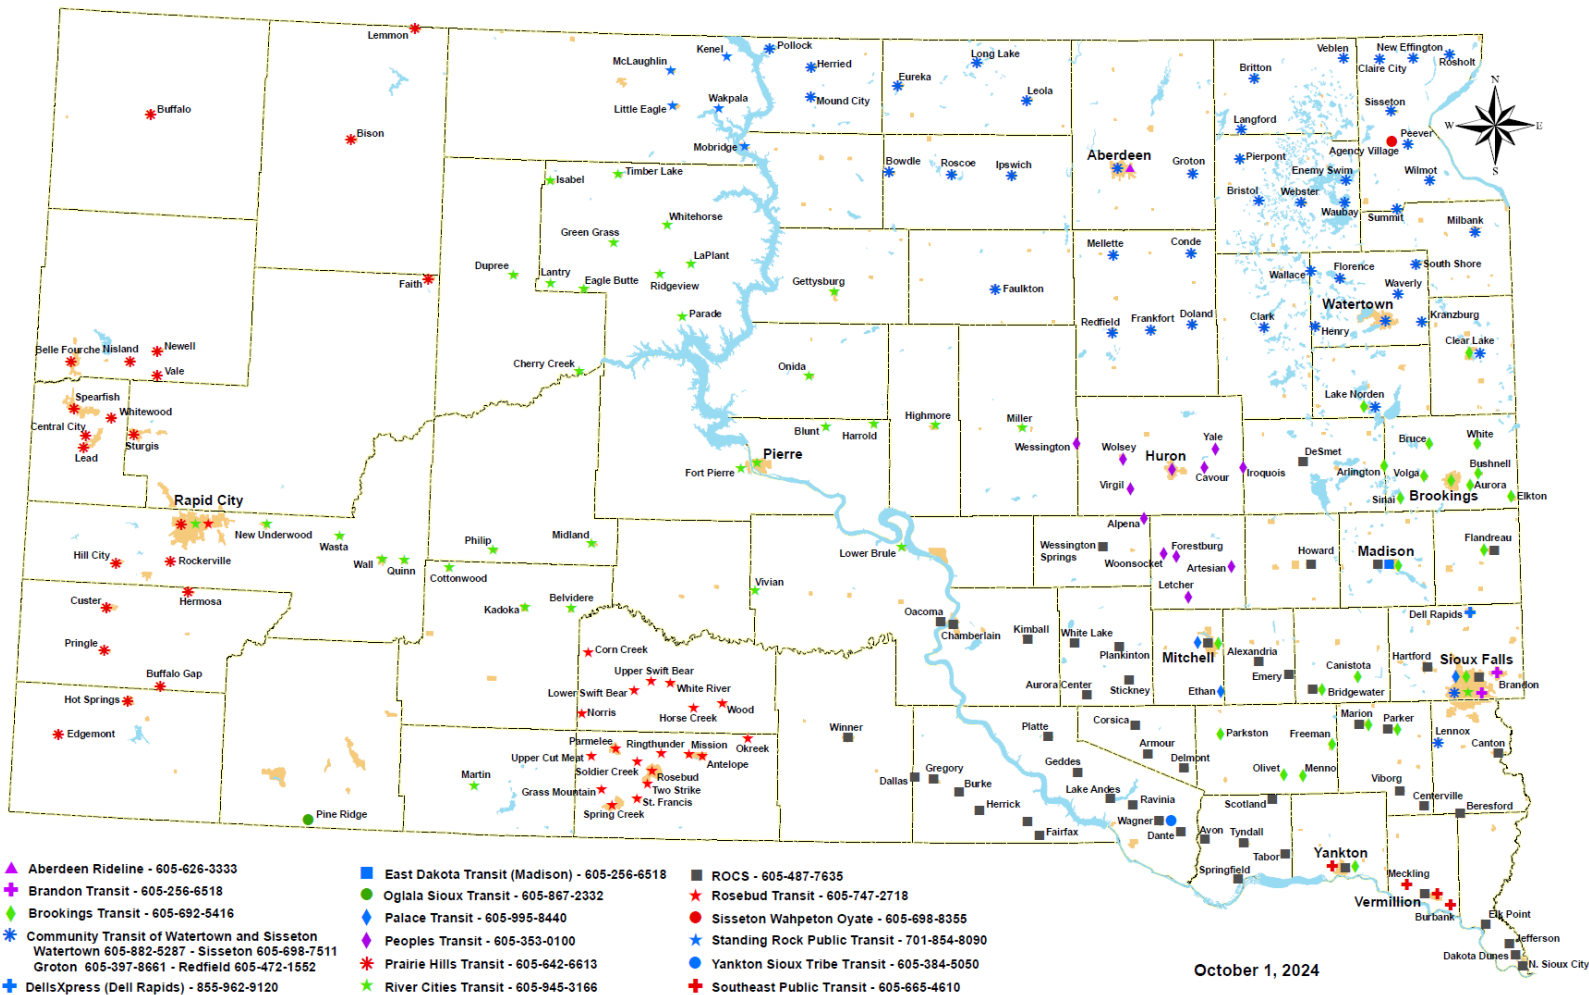 Lemmon
Kenel
Pollock
McLaughlin
Herried
Long Lake
Veblen
New Effington
Claire City
Rosholt
Eureka
Britton
Buffalo
Little Eagle
Wakpala
Mound City
Leola
Sisseton
N
W
E
S
Bison
Mobridge
Langford
Peever
Agency Village
Aberdeen
Bowdle
Roscoe
Ipswich
Groton
Pierpont
Isabel
Timber Lake
Enemy Swim
Wilmot
Bristol
Webster
Waubay
Summit
Milbank
Whitehorse
Green Grass
Mellette
Conde
LaPlant
Dupree
Lantry
Eagle Butte
Ridgeview
Gettysburg
Wallace
Florence
South Shore
Faith
Faulkton
Waverly
Watertown
Parade
Redfield
Frankfort
Doland
Clark
Henry
Kranzburg
Belle Fourche
Nisland
Newell
Vale
Clear Lake
Cherry Creek
Onida
Spearfish
Whitewood
Central City
Sturgis
Lead
Lake Norden
Blunt
Harrold
Highmore
Miller
Wessington
Wolsey
Yale
Huron
Cavour
Iroquois
Virgil
DeSmet
Bruce
White
Arlington
Volga
Bushnell
Aurora
Sinai
Brookings
Elkton
Pierre
Fort Pierre
Rapid City
New Underwood
Wasta
Wall
Quinn
Philip
Midland
Cottonwood
Lower Brule
Alpena
Wessington
Springs
Forestburg
Woonsocket
Artesian
Letcher
Howard
Madison
Flandreau
Hill City
Rockerville
Custer
Hermosa
Vivian
Kadoka
Belvidere
Oacoma
Chamberlain
Kimball
White Lake
Plankinton
Mitchell
Alexandria
Emery
Dell Rapids
Pringle
Corn Creek
Hartford
Sioux Falls
Canistota
Bridgewater
Brandon
Buffalo Gap
Hot Springs
Upper Swift Bear
Lower Swift Bear
White River
Norris
Horse Creek
Wood
Aurora Center
Stickney
Ethan
Edgemont
Winner
Platte
Corsica
Parkston
Freeman
Marion
Parker
Lennox
Canton
Parmelee
Ringthunder
Mission
Okreek
Upper Cut Meat
Antelope
Soldier Creek
Rosebud
Two Strike
Grass Mountain
St. Francis
Spring Creek
Martin
Armour
Delmont
Geddes
Lake Andes
Olivet
Menno
Viborg
Centerville
Beresford
Dallas
Gregory
Burke
Herrick
Fairfax
Ravinia
Wagner
Dante
Scotland
Avon
Tyndall
Tabor
Springfield
Pine Ridge
Yankton
Meckling
Vermillion
Burbank
Elk Point
Jefferson
Dakota Dunes
N. Sioux City
Aberdeen Rideline - 605-626-3333
Brandon Transit - 605-256-6518
Brookings Transit - 605-692-5416
Community Transit of Watertown and Sisseton
Watertown 605-882-5287 - Sisseton 605-698-7511
Groton 605-397-8661 - Redfield 605-472-1552
DellsXpress (Dell Rapids) - 855-962-9120
East Dakota Transit (Madison) - 605-256-6518
Oglala Sioux Transit - 605-867-2332
Palace Transit - 605-995-8440
Peoples Transit - 605-353-0100
Prairie Hills Transit - 605-642-6613
River Cities Transit - 605-945-3166
ROCS - 605-487-7635
Rosebud Transit - 605-747-2718
Sisseton Wahpeton Oyate - 605-698-8355
Standing Rock Public Transit - 701-854-8090
Yankton Sioux Tribe Transit - 605-384-5050
Southeast Public Transit - 605-665-4610
October 1, 2024